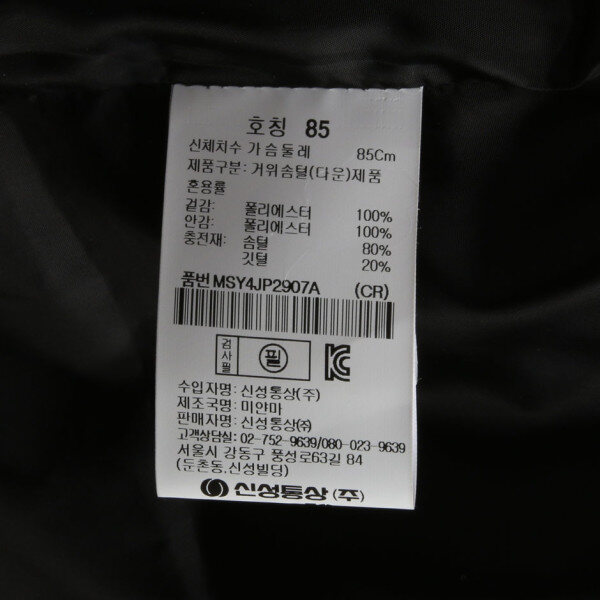 호칭 85
신체치수 가슴둘레 85Cm
제품구분: 거위솜털(다운)제품
혼용률
겉감: 폴리에스터 100%
안감: 폴리에스터 100%
충전재: 솜털 80%
깃털 20%
품번 MSY4JP2907A (CR)
검사필 필
수입자명: 신성통상(주)
제조국명: 미얀마
판매자명: 신성통상㈜
고객상담실: 02-752-9639/080-023-9639
서울시 강동구 풍성로63길 84
(둔촌동,신성빌딩)
신성통상 (주)